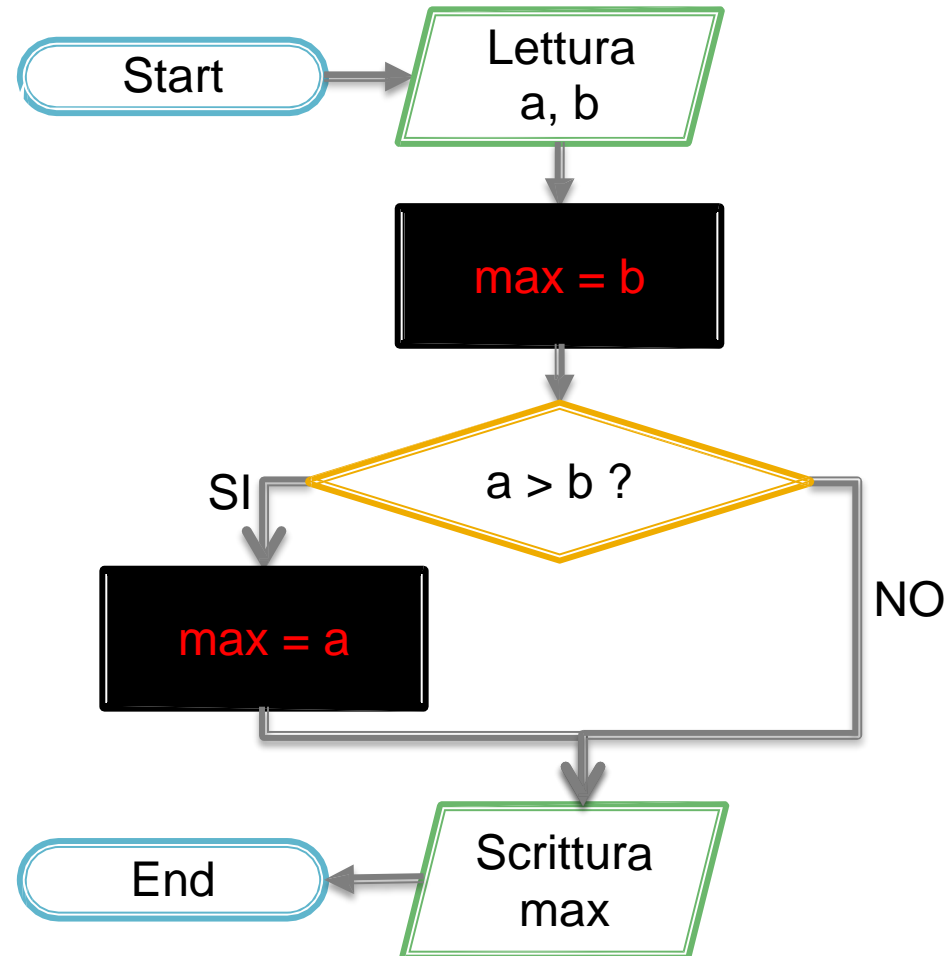 Start
Lettura
a, b
max = b
a > b ?
SI
NO
max = a
Scrittura
max
End